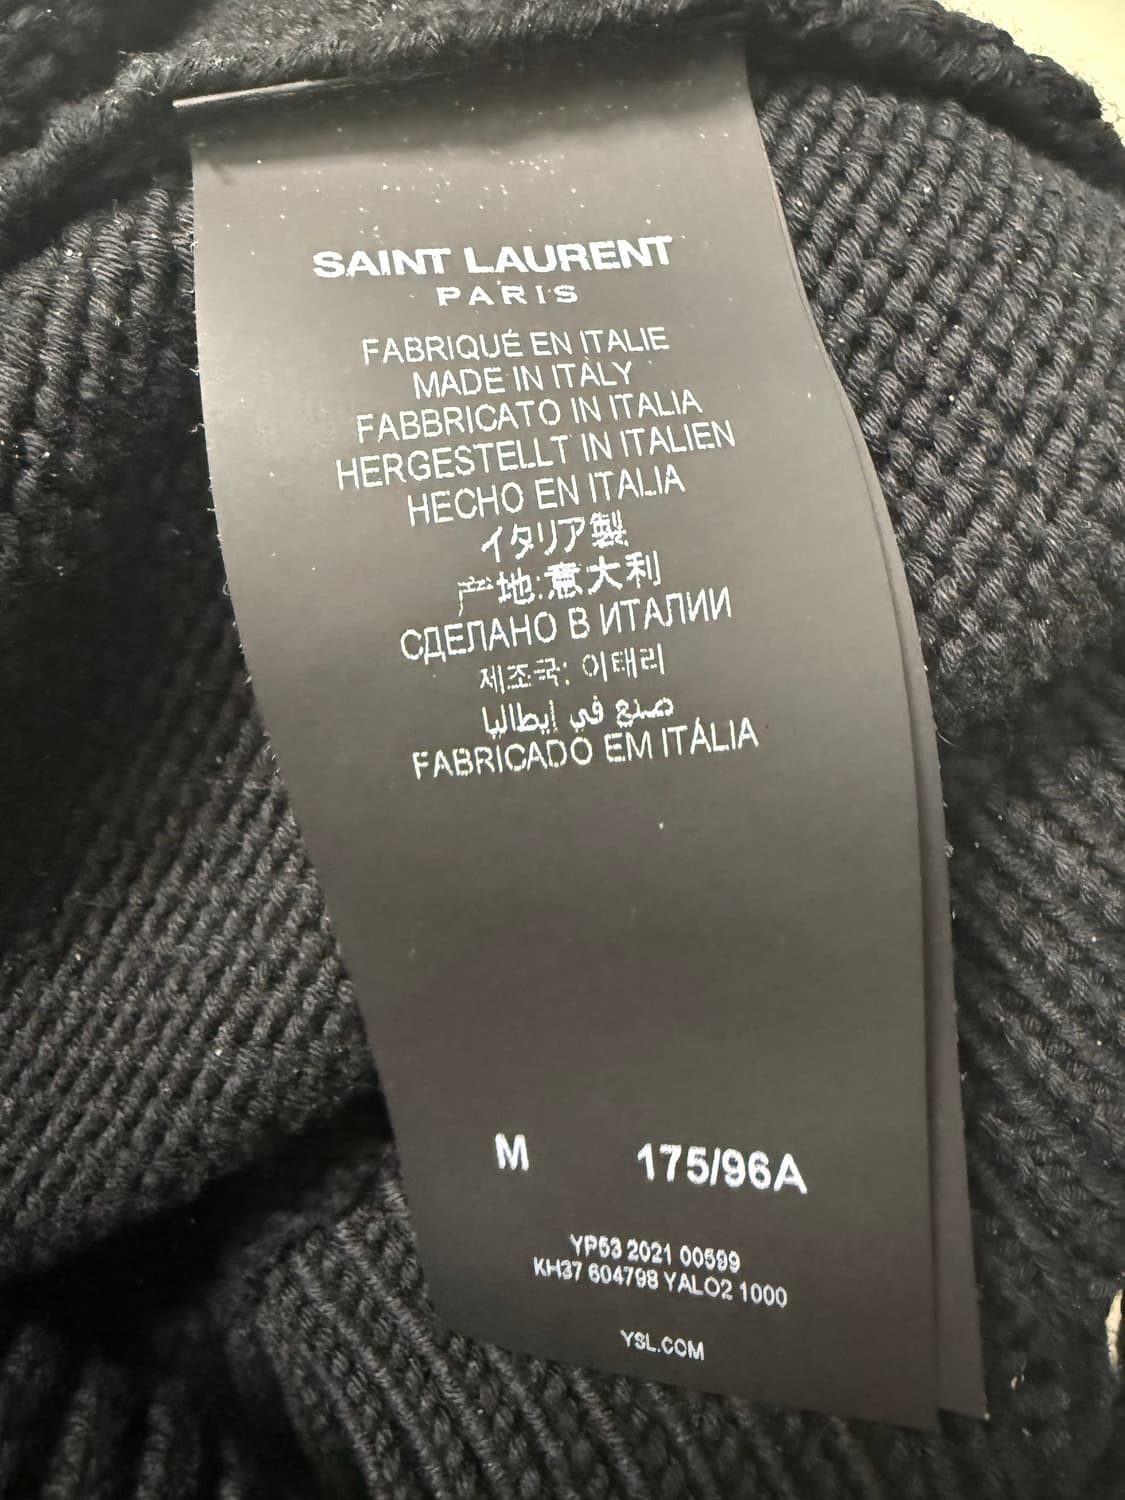 SAINT LAURENT
PARIS
FABRIQUÉ EN ITALIE
MADE IN ITALY
FABBRICATO IN ITALIA
HERGESTELLT IN ITALIEN
HECHO EN ITALIA
イタリア製
产地:意大利
СДЕЛАНО В ИТАЛИИ
제조국: 이태리
صنع في إيطاليا
FABRICADO EM ITÁLIA
M 175/96A
YP53 2021 00599
KH37 604798 YALO2 1000
YSL.COM